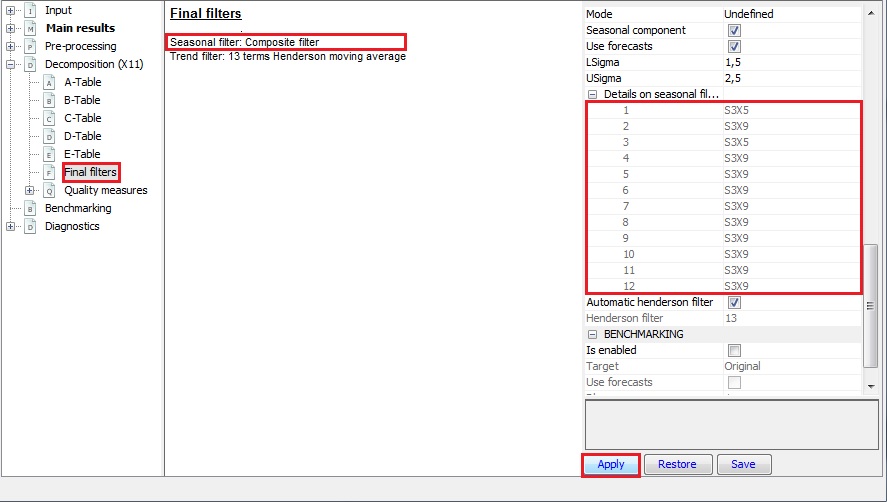 Input
Main results
Pre-processing
Decomposition (X11)
A-Table
B-Table
C-Table
D-Table
E-Table
Final filters
Quality measures
Benchmarking
Diagnostics
Final filters
Seasonal filter: Composite filter
Trend filter: 13 terms Henderson moving average
Mode Undefined
Seasonal component
Use forecasts
LSigma 1,5
USigma 2,5
Details on seasonal fil...
1 S3X5
2 S3X9
3 S3X5
4 S3X9
5 S3X9
6 S3X9
7 S3X9
8 S3X9
9 S3X9
10 S3X9
11 S3X9
12 S3X9
Automatic henderson filter
Henderson filter 13
BENCHMARKING
Is enabled
Target Original
Use forecasts
Apply Restore Save